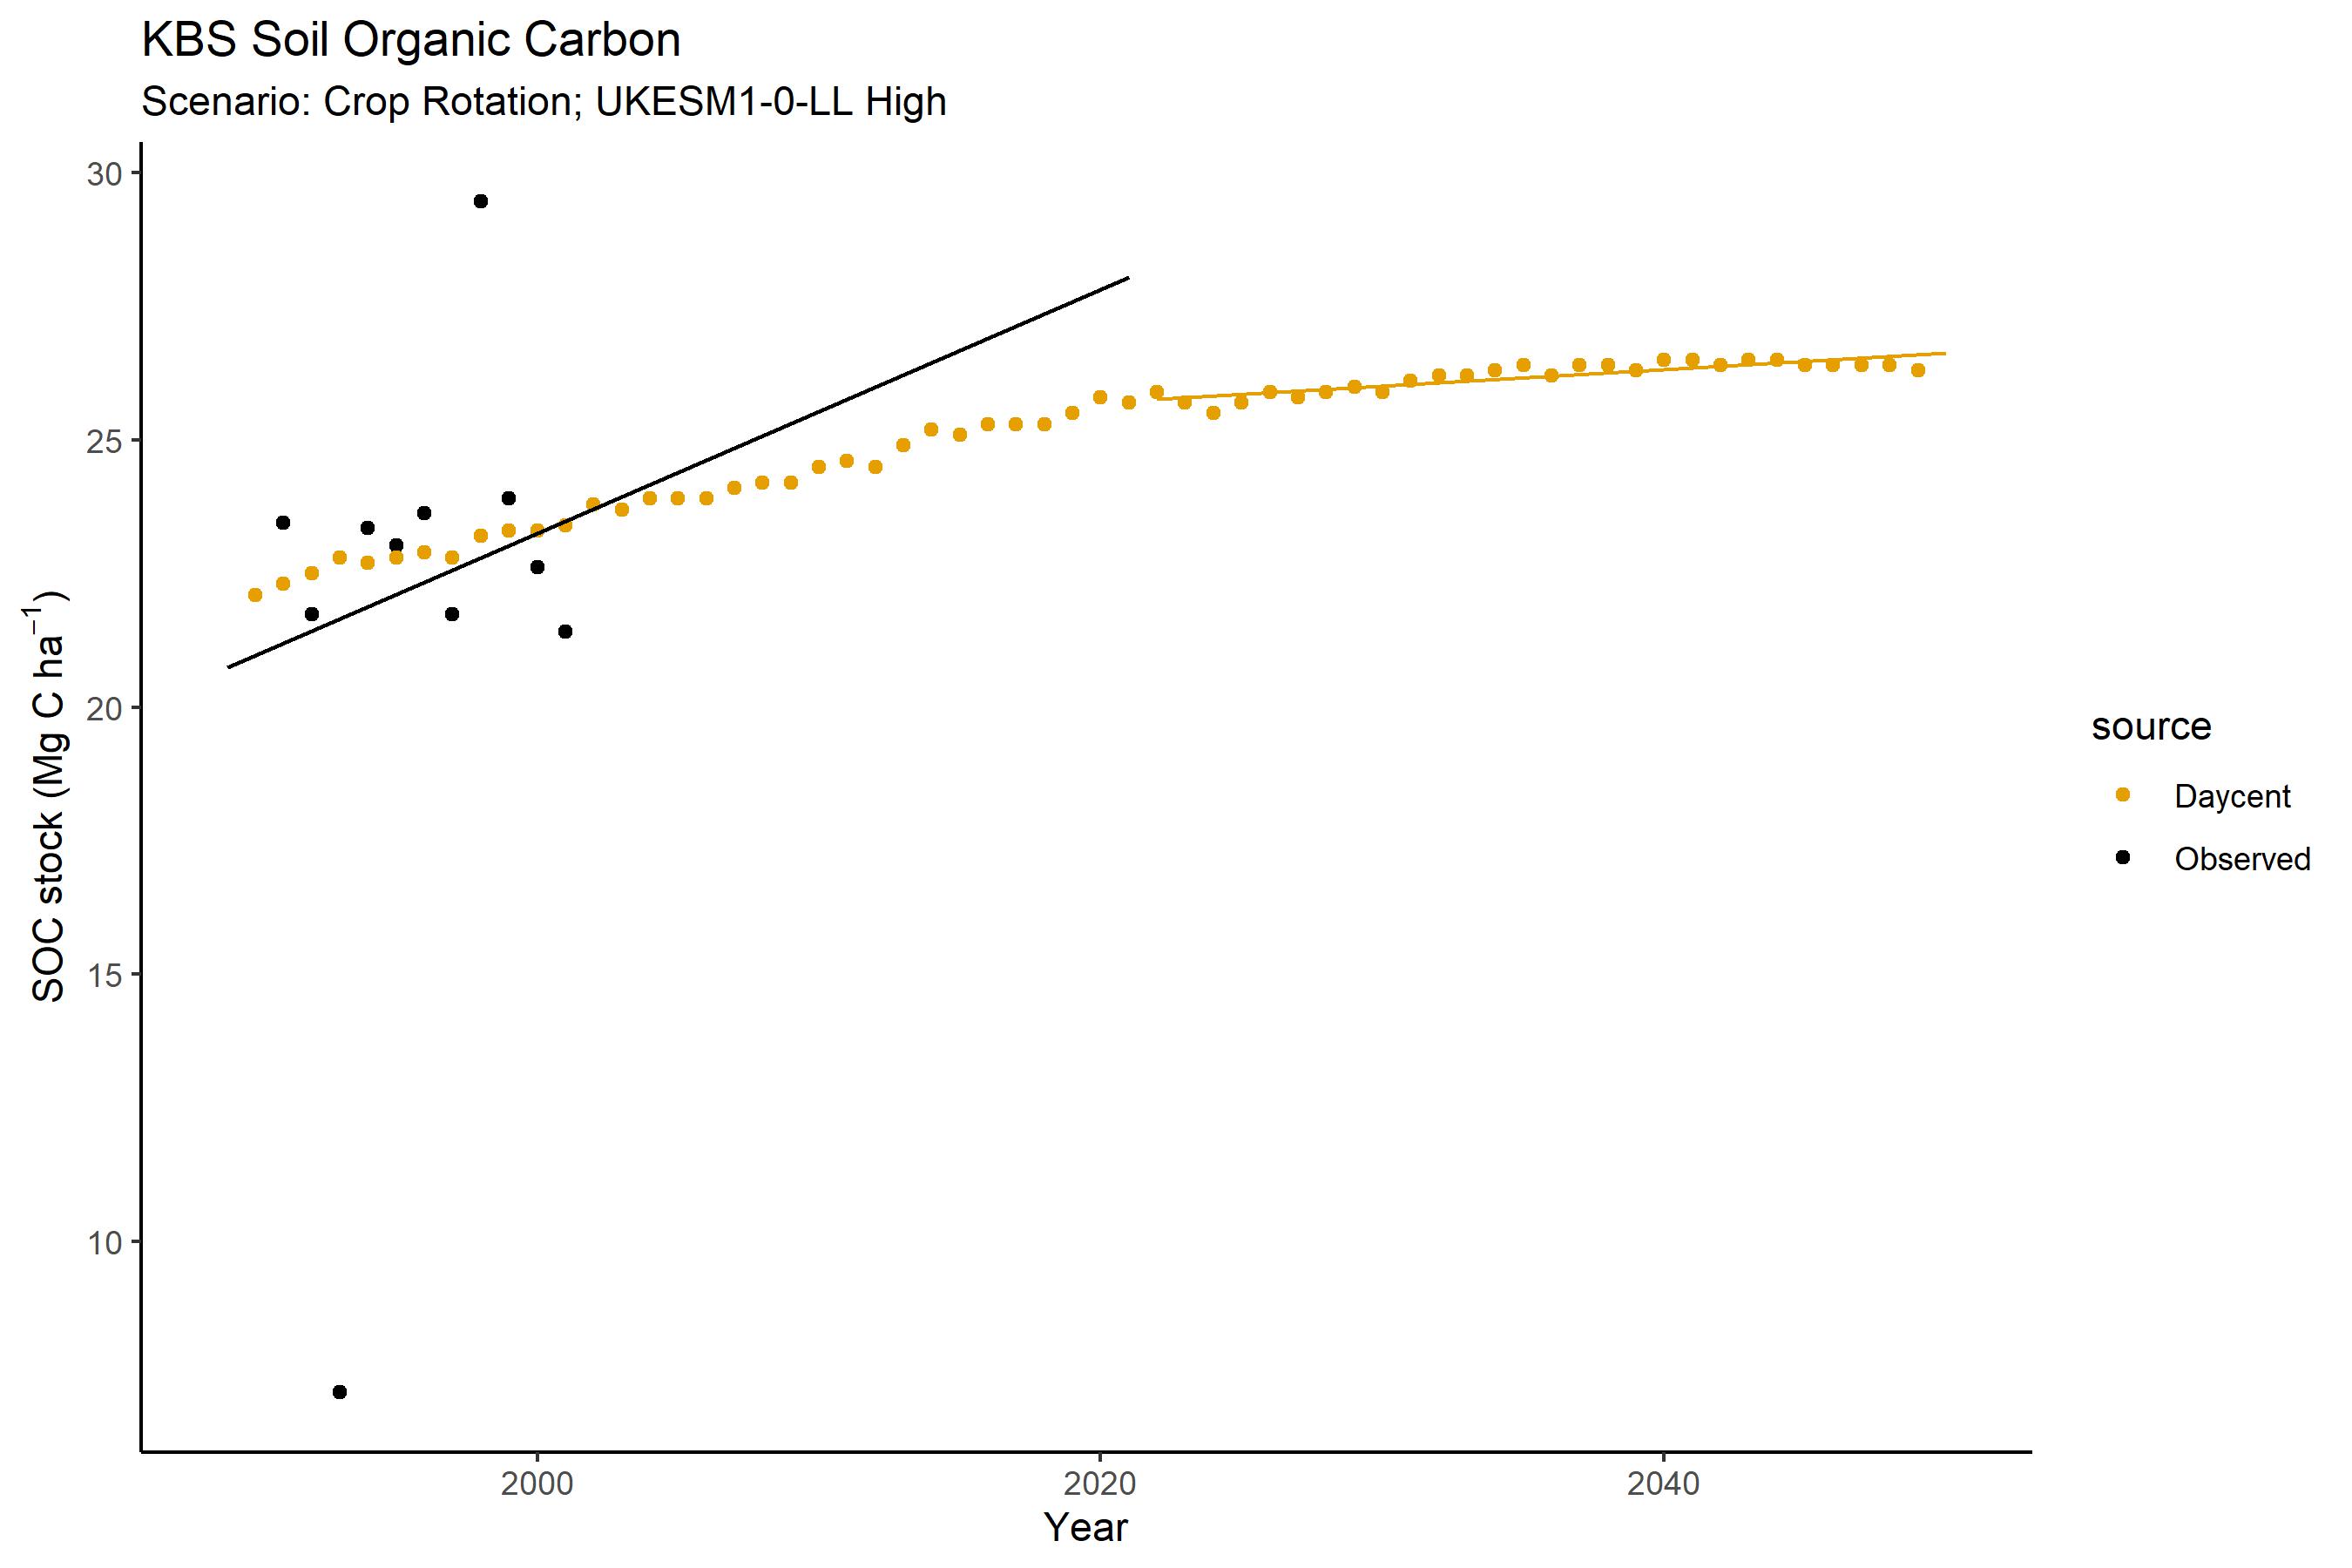 KBS Soil Organic Carbon
Scenario: Crop Rotation; UKESM1-0-LL High
SOC stock (Mg C ha⁻¹)
30
25
20
15
10
2000
2020
2040
Year
source
Daycent
Observed